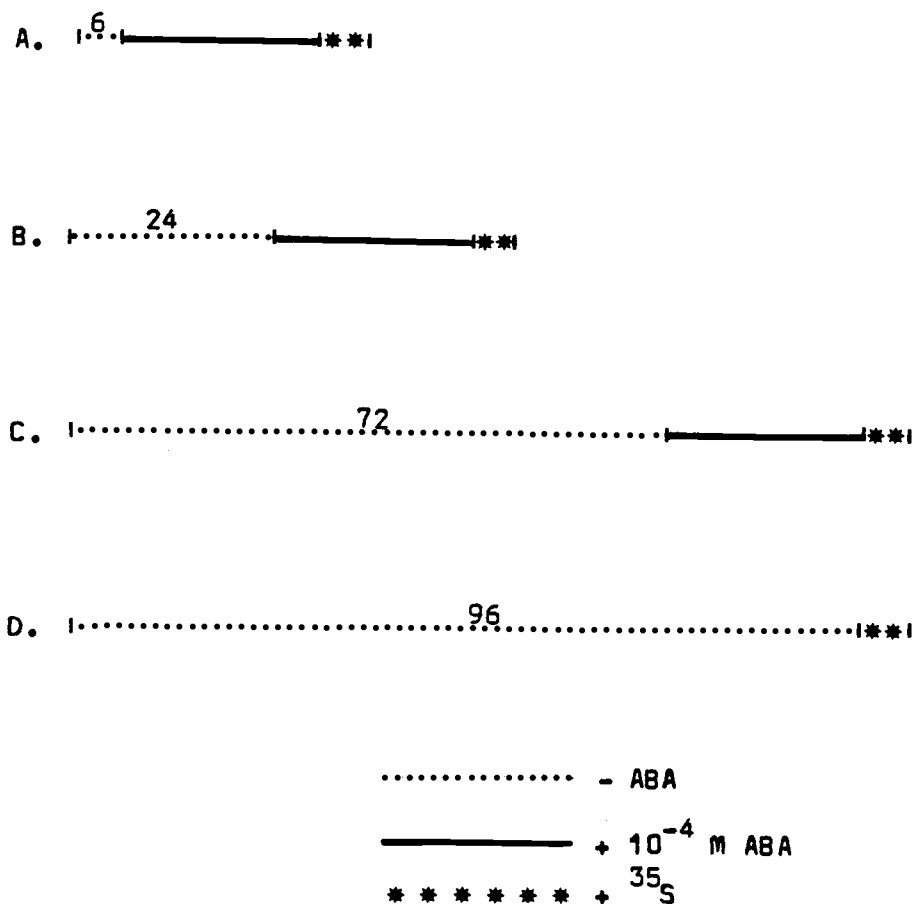 6
A.
24
B.
72
C.
96
D.
- ABA
+ 10⁻⁴ M ABA
+ ³⁵S